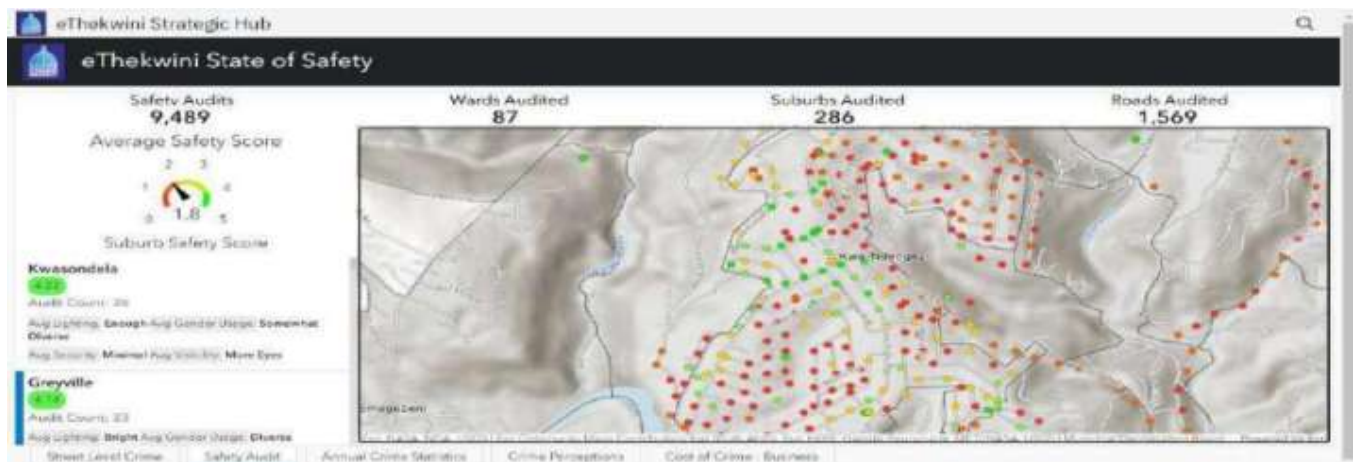 eThekwini Strategic Hub
eThekwini State of Safety
Safety Audits
9,489
Wards Audited
87
Suburbs Audited
286
Roads Audited
1,569
Average Safety Score
0 1 2 3 4 5
1.8
Suburb Safety Score
Kwasondela
Audit Count: 26
Avg Lighting: Enough Avg Gender Usage: Somewhat
Diverse
Avg Security: Minimal Avg Visibility: More Eyes
Greyville
Audit Count: 23
Avg Lighting: Bright Avg Gender Usage: Diverse
Street Level Crime
Safety Audit
Annual Crime Statistics
Crime Perceptions
Cost of Crime - Business